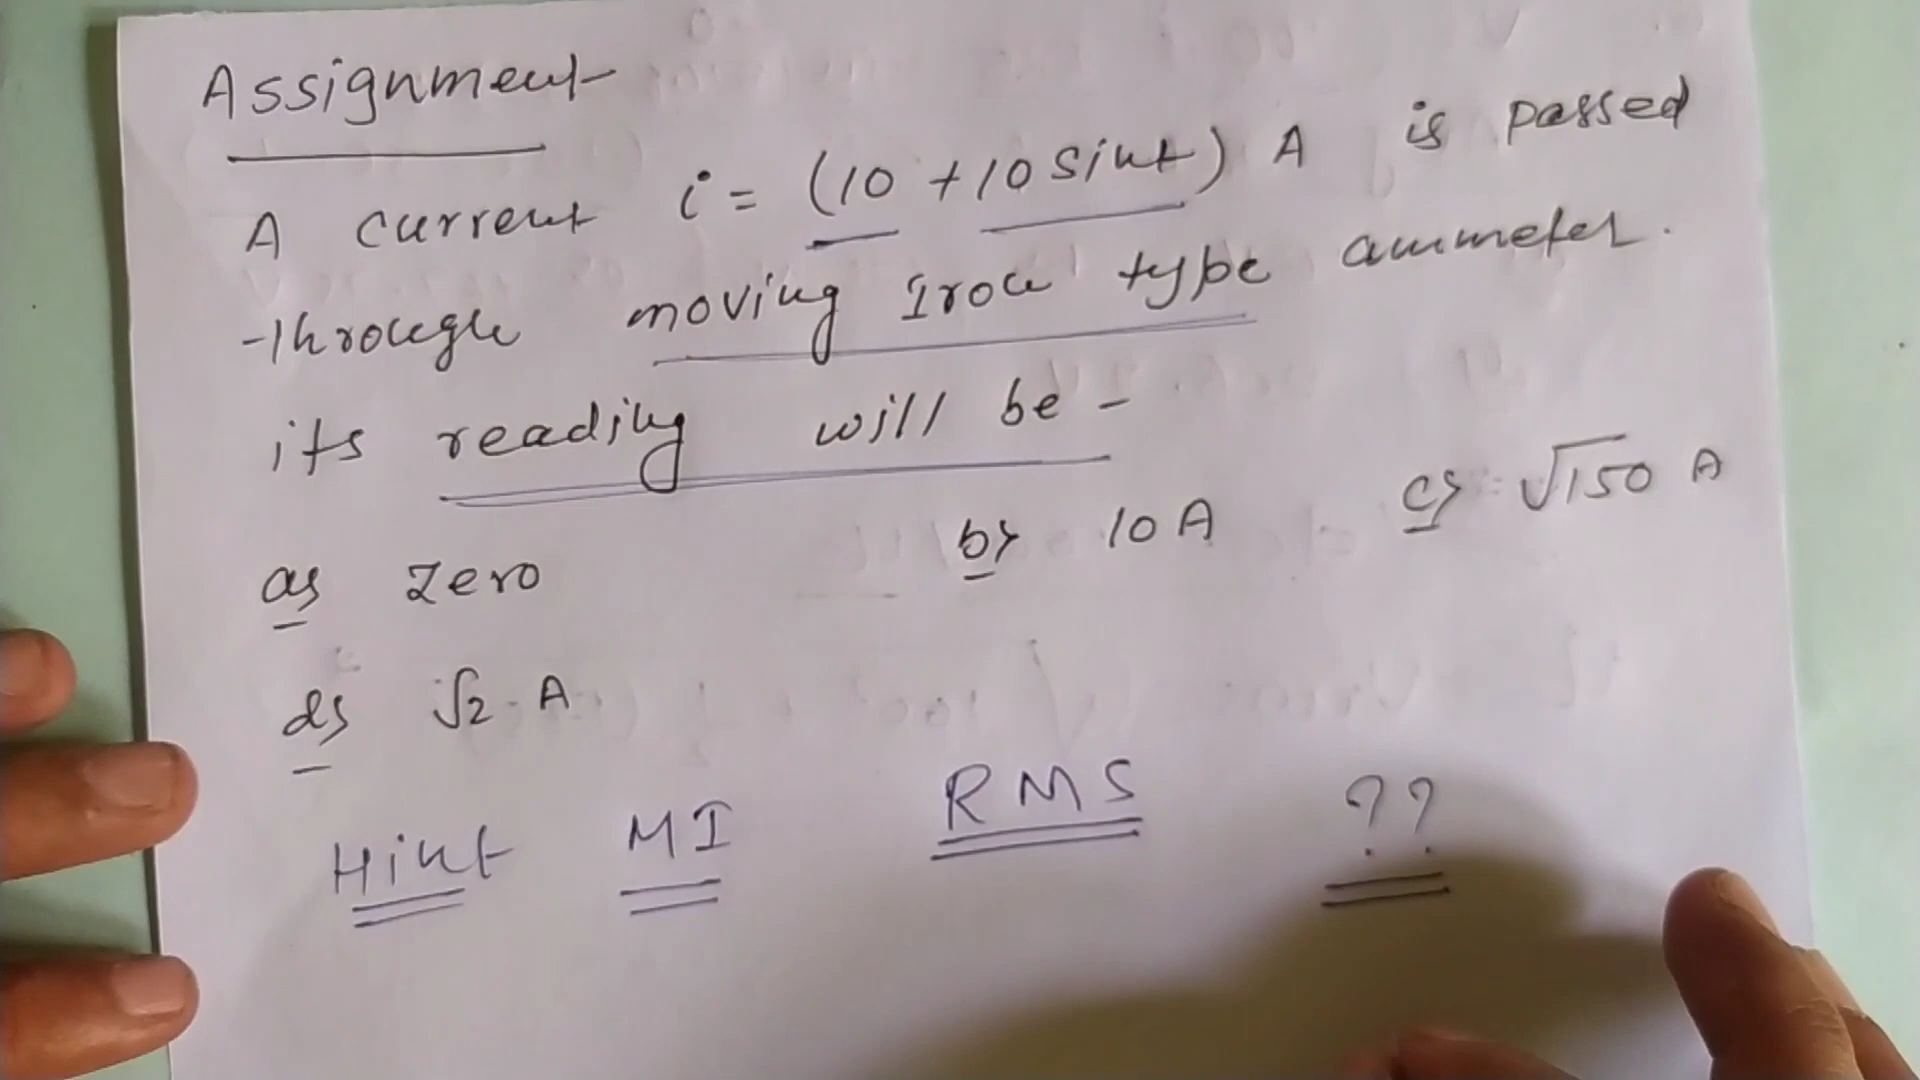 Assignment
A current i = (10 + 10 sint) A is passed
through moving Iron type ammeter.
its reading will be -
a> Zero b> 10 A c> √150 A
d> √2 A
Hint MI RMS ??